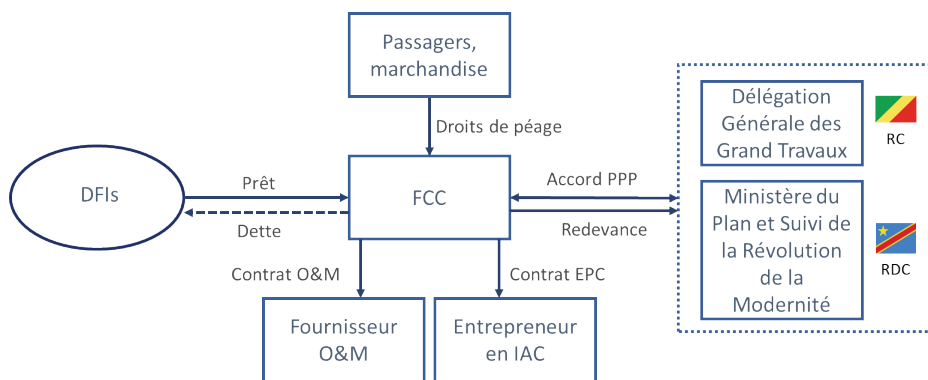 Passagers,
marchandise
Droits de péage
DFIs
Prêt
Dette
FCC
Accord PPP
Redevance
Délégation
Générale des
Grand Travaux
RC
Ministère du
Plan et Suivi de
la Révolution
de la
Modernité
RDC
Contrat O&M
Contrat EPC
Fournisseur
O&M
Entrepreneur
en IAC